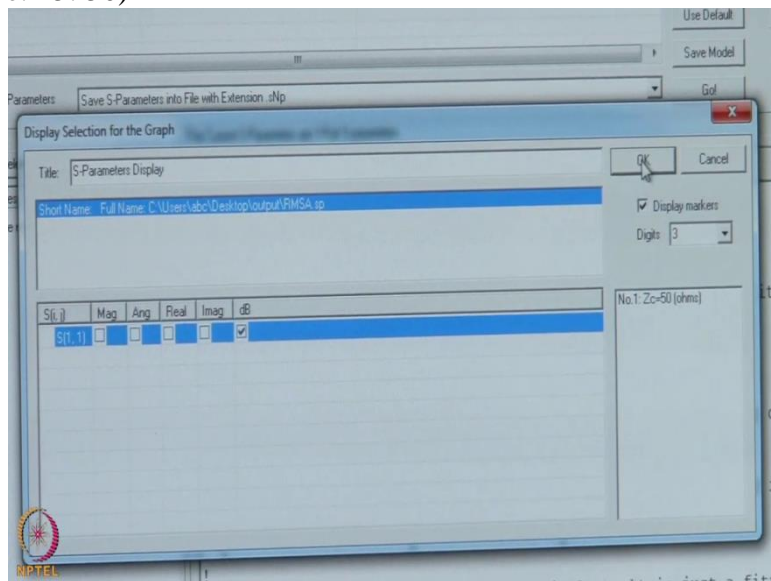 Use Default
Save Model
Parameters Save S-Parameters into File with Extension .sNp
Go!
Display Selection for the Graph
Title: S-Parameters Display
OK Cancel
Short Name: Full Name: C:\Users\abc\Desktop\output\RMSA.sp
Display markers
Digits 3
S(i, j) Mag Ang Real Imag dB
S(1, 1)
No.1: Zc=50 (ohms)
NPTEL